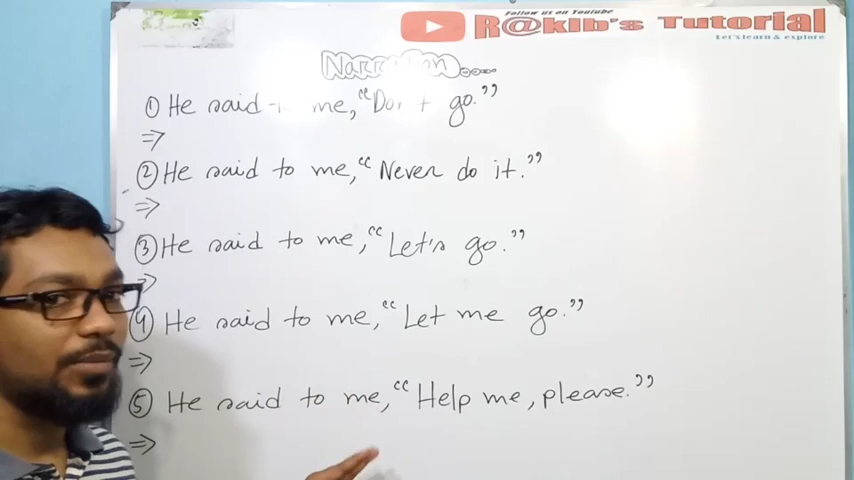 Follow us on Youtube
R@kib's Tutorial
Let's learn & explore
Narration....
① He said to me, “Don't go.”
⇒
② He said to me, “Never do it.”
⇒
③ He said to me, “Let's go.”
⇒
④ He said to me, “Let me go.”
⇒
⑤ He said to me, “Help me, please.”
⇒